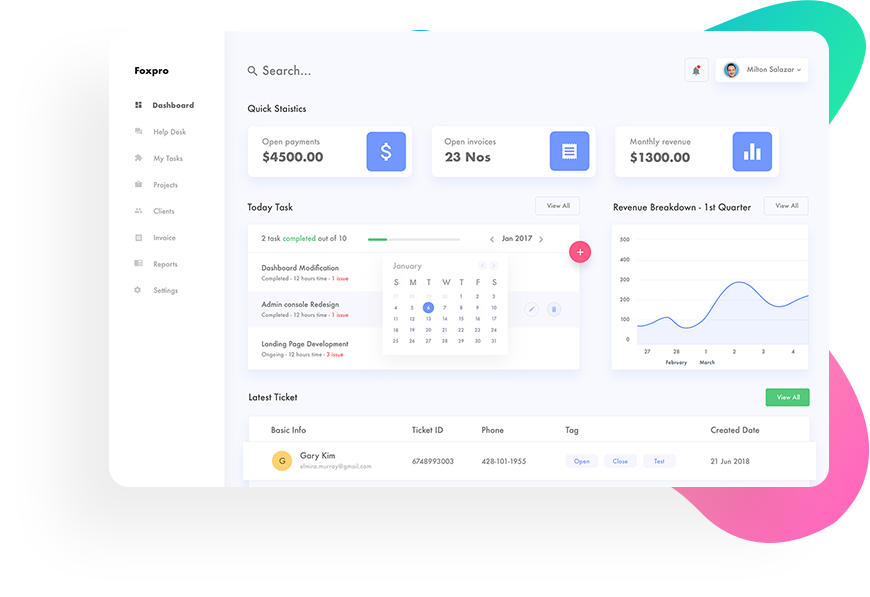 Foxpro
Dashboard
Help Desk
My Tasks
Projects
Clients
Invoice
Reports
Settings
Search...
Milton Salazar
Quick Staistics
Open payments
$4500.00
Open invoices
23 Nos
Monthly revenue
$1300.00
Today Task
View All
2 task completed out of 10
Jan 2017
Dashboard Modification
Completed - 12 hours time - 1 issue
Admin console Redesign
Completed - 12 hours time - 1 issue
Landing Page Development
Ongoing - 12 hours time - 3 issue
January
S M T W T F S
1 2 3
4 5 6 7 8 9 10
11 12 13 14 15 16 17
18 19 20 21 22 23 24
25 26 27 28 29 30 31
Revenue Breakdown - 1st Quarter
View All
500
400
300
200
100
0
27 28 1 2 3 4
February March
Latest Ticket
View All
Basic Info Ticket ID Phone Tag Created Date
G
Gary Kim
elmira.murray@gmail.com
6748993003 428-101-1955 Open Close Test 21 Jun 2018